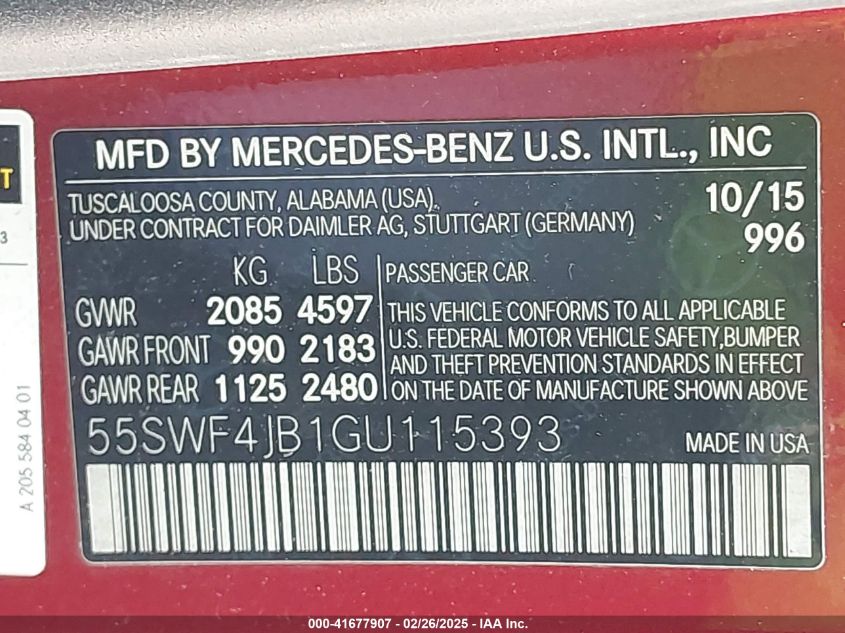 MFD BY MERCEDES-BENZ U.S. INTL., INC
TUSCALOOSA COUNTY, ALABAMA (USA). 10/15
UNDER CONTRACT FOR DAIMLER AG, STUTTGART (GERMANY) 996
KG LBS
GVWR 2085 4597
GAWR FRONT 990 2183
GAWR REAR 1125 2480
PASSENGER CAR
THIS VEHICLE CONFORMS TO ALL APPLICABLE
U.S. FEDERAL MOTOR VEHICLE SAFETY,BUMPER
AND THEFT PREVENTION STANDARDS IN EFFECT
ON THE DATE OF MANUFACTURE SHOWN ABOVE
55SWF4JB1GU115393 MADE IN USA
A 205 584 04 01
T
3
000-41677907 - 02/26/2025 - IAA Inc.